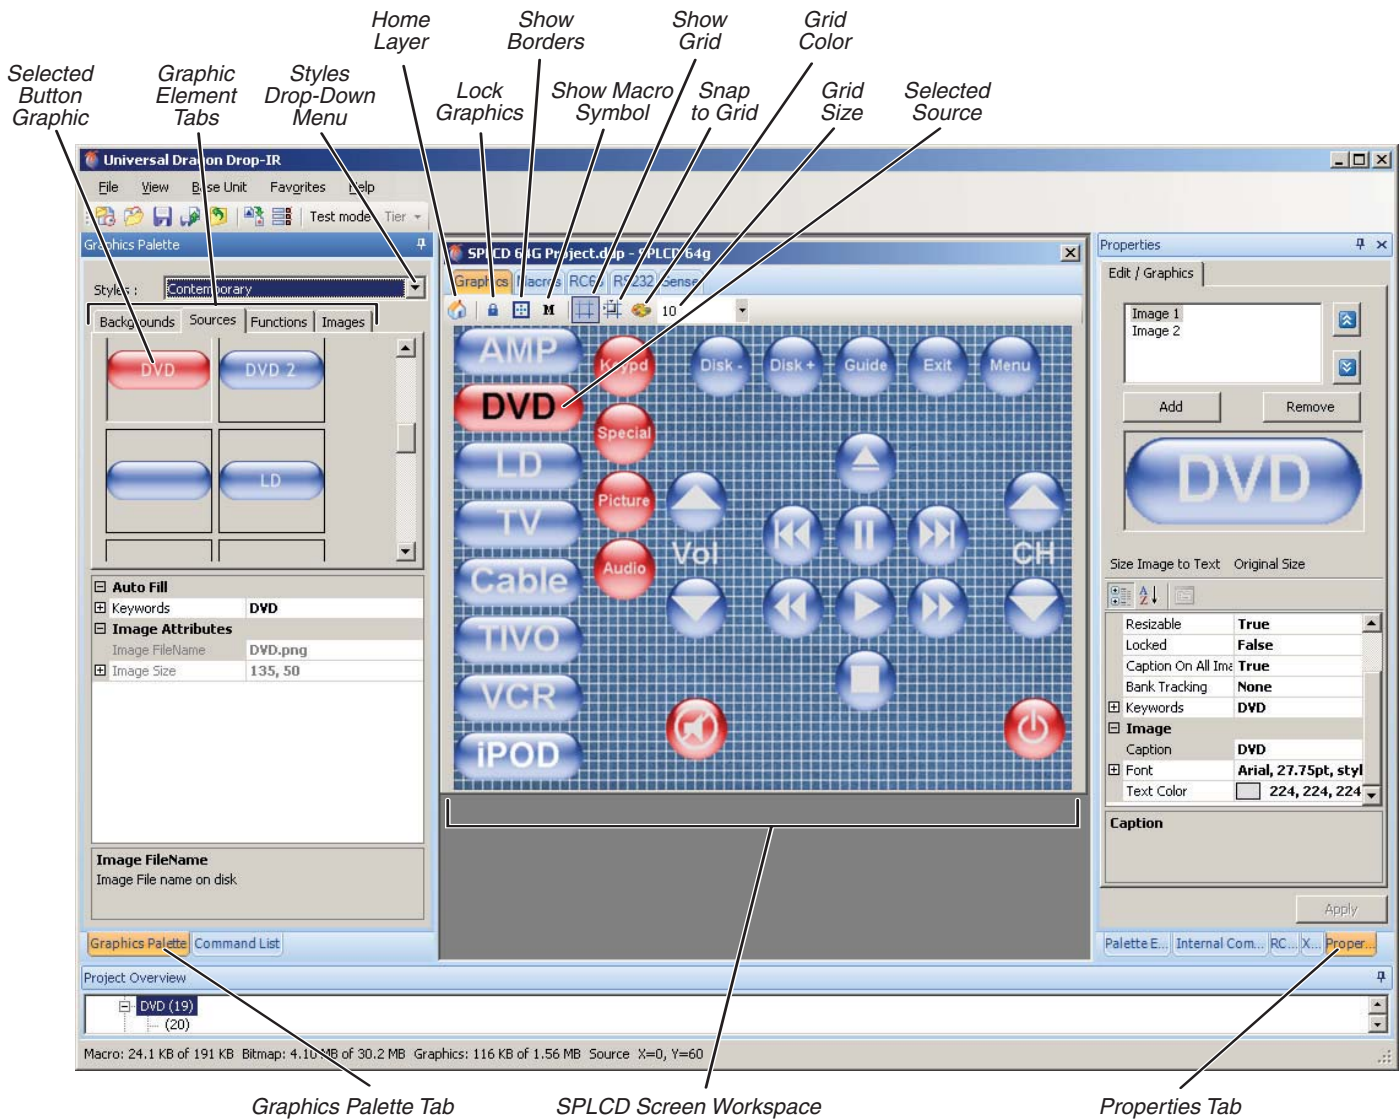 Home
Layer
Show
Borders
Show
Grid
Grid
Color
Selected
Button
Graphic
Graphic
Element
Tabs
Styles
Drop-Down
Menu
Lock
Graphics
Show Macro
Symbol
Snap
to Grid
Grid
Size
Selected
Source
Universal Dragon Drop-IR
File View Base Unit Favorites Help
Test mode Tier
Graphics Palette
Styles :
Contemporary
Backgrounds Sources Functions Images
DVD
DVD 2
LD
Auto Fill
Keywords DVD
Image Attributes
Image FileName DVD.png
Image Size 135, 50
Image FileName
Image File name on disk
Graphics Palette Command List
SPLCD 64G Project.ddp - SPLCD 64g
Graphics Macros RC68 RS232 Sense
M
10
AMP
DVD
LD
TV
Cable
TIVO
VCR
iPOD
Keypd
Special
Picture
Audio
Disk -
Disk +
Guide
Exit
Menu
Vol
CH
Properties
Edit / Graphics
Image 1
Image 2
Add
Remove
DVD
Size Image to Text Original Size
Resizable True
Locked False
Caption On All Ima True
Bank Tracking None
Keywords DVD
Image
Caption DVD
Font Arial, 27.75pt, styl
Text Color 224, 224, 224
Caption
Apply
Palette E... Internal Com... RC... X... Proper...
Project Overview
DVD (19)
(20)
Macro: 24.1 KB of 191 KB Bitmap: 4.10 MB of 30.2 MB Graphics: 116 KB of 1.56 MB Source X=0, Y=60
Graphics Palette Tab
SPLCD Screen Workspace
Properties Tab